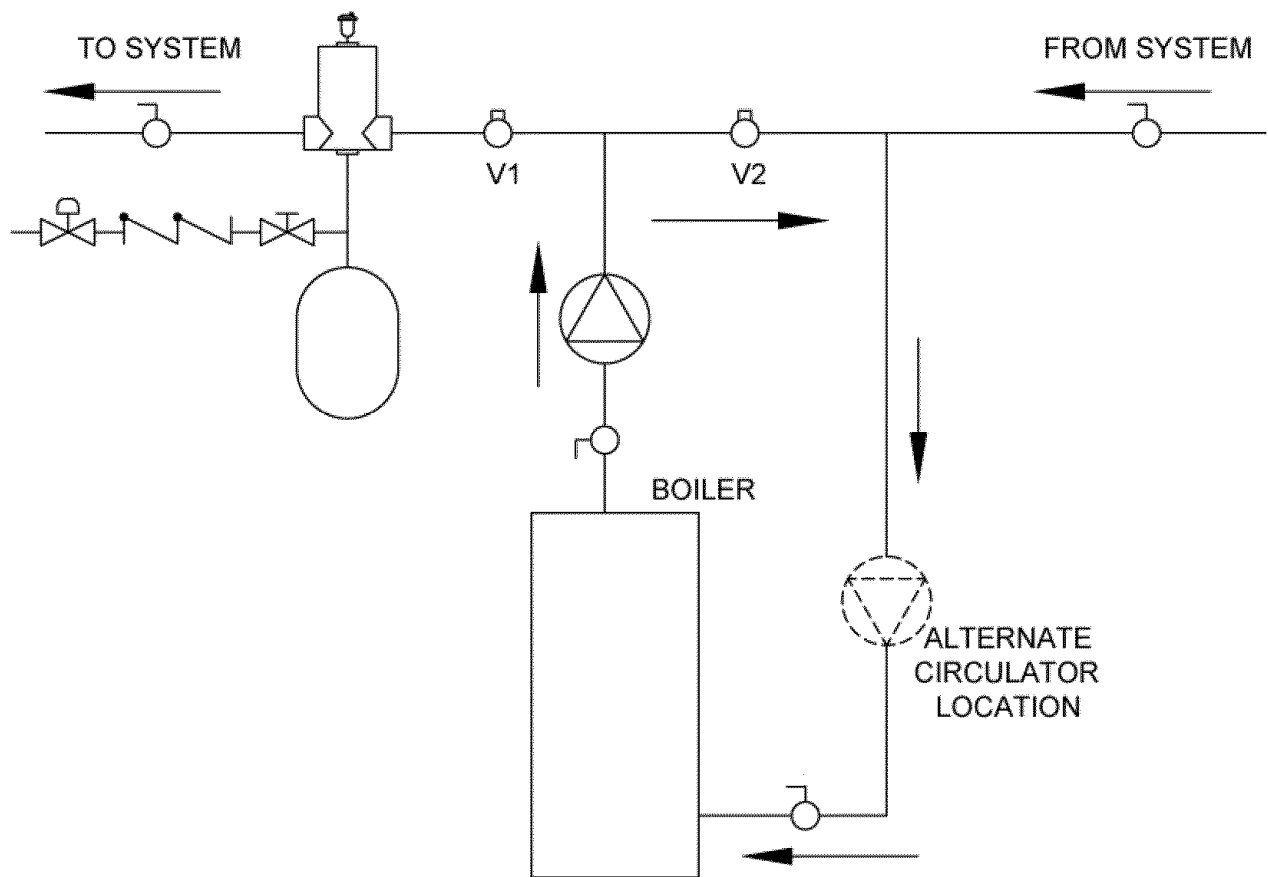 TO SYSTEM
FROM SYSTEM
V1
V2
BOILER
ALTERNATE
CIRCULATOR
LOCATION